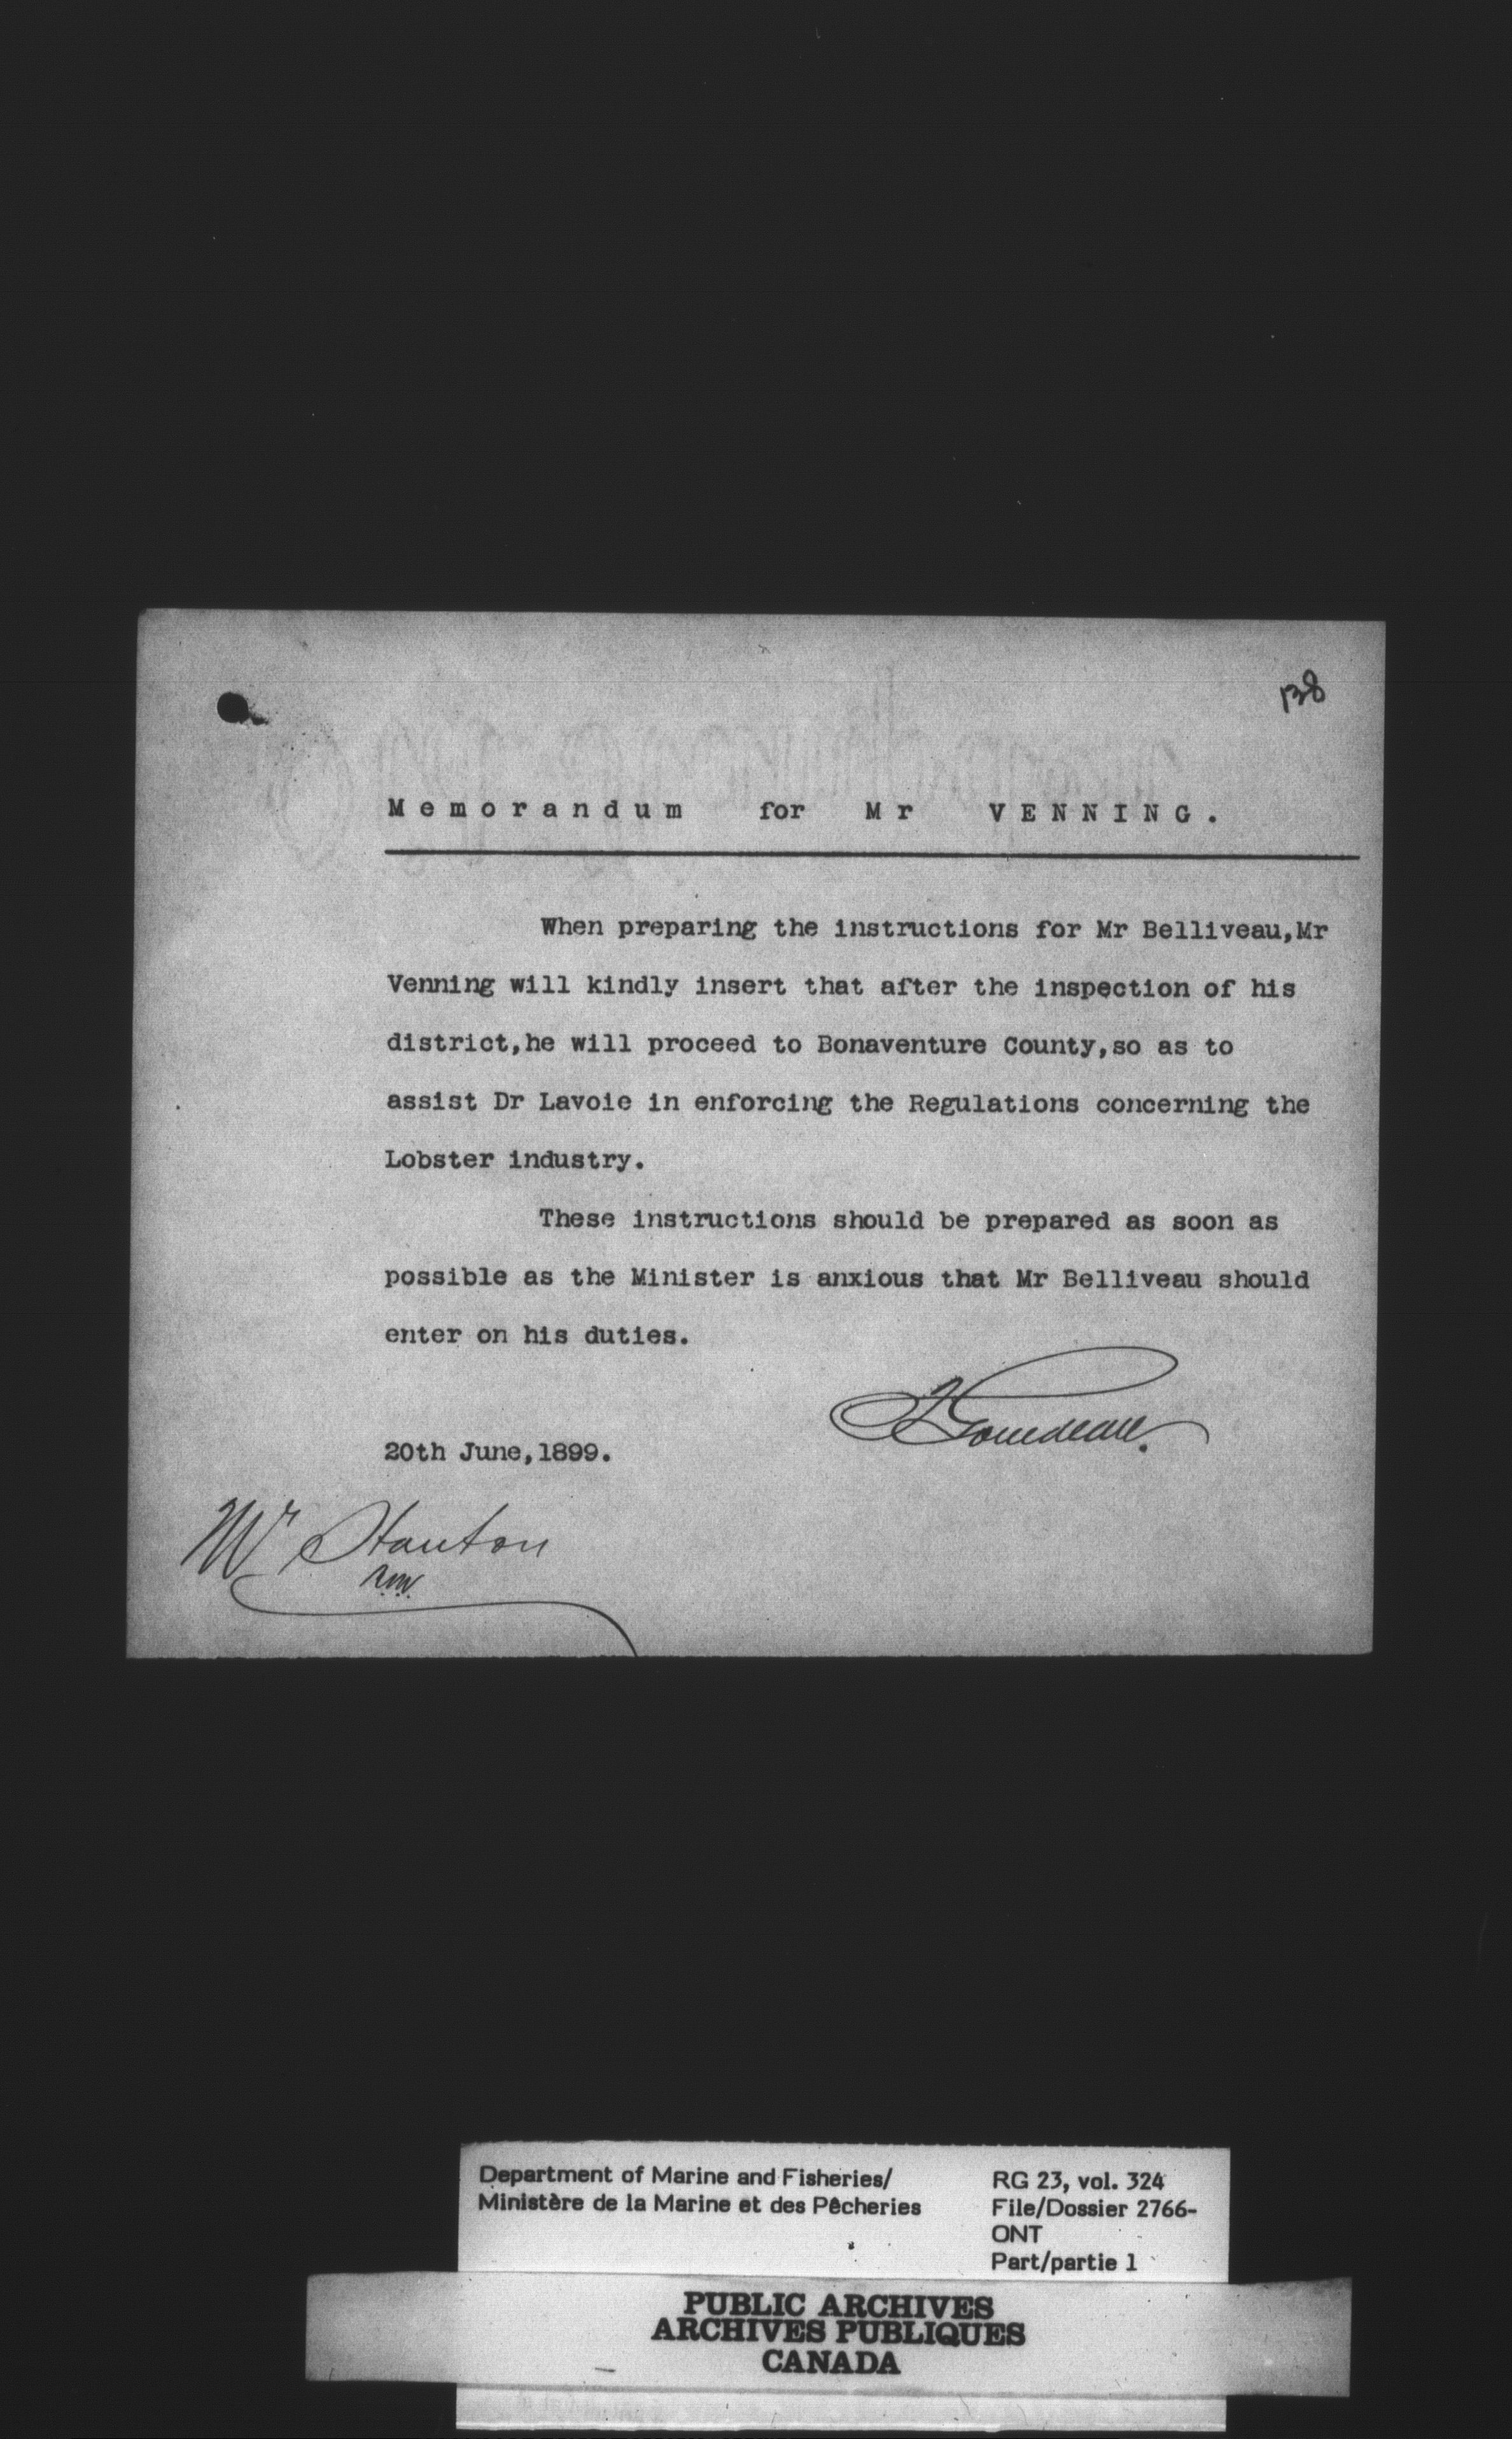 138
Memorandum for Mr VENNING.
When preparing the instructions for Mr Belliveau,Mr
Venning will kindly insert that after the inspection of his
district,he will proceed to Bonaventure County,so as to
assist Dr Lavoie in enforcing the Regulations concerning the
Lobster industry.
These instructions should be prepared as soon as
possible as the Minister is anxious that Mr Belliveau should
enter on his duties.
F Gourdeau.
20th June,1899.
Mr Stanton
Department of Marine and Fisheries/
Ministère de la Marine et des Pêcheries
RG 23, vol. 324
File/Dossier 2766-
ONT
Part/partie 1
PUBLIC ARCHIVES
ARCHIVES PUBLIQUES
CANADA